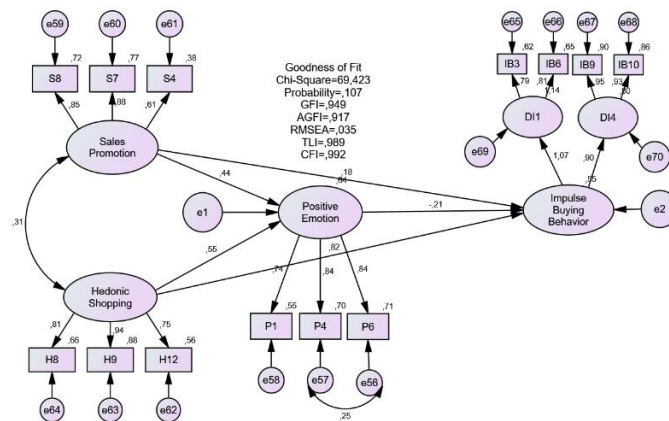 e59
e60
e61
,72
,77
,38
S8
S7
S4
,85
,88
,61
Sales
Promotion
Goodness of Fit
Chi-Square=69,423
Probability=,107
GFI=,949
AGFI=,917
RMSEA=,035
TLI=,989
CFI=,992
e65
e66
e67
e68
,62
,65
,90
,86
IB3
IB6
IB9
IB10
,79
,81
1,14
,95
,93
,80
DI1
DI4
e69
e70
1,07
,90
,18
,44
,64
,55
e1
Positive
Emotion
-,21
Impulse
Buying
Behavior
e2
,31
,55
,82
,74
,84
,84
Hedonic
Shopping
,81
,94
,75
,66
,88
,56
H8
H9
H12
e64
e63
e62
,55
,70
,71
P1
P4
P6
e58
e57
e56
,25